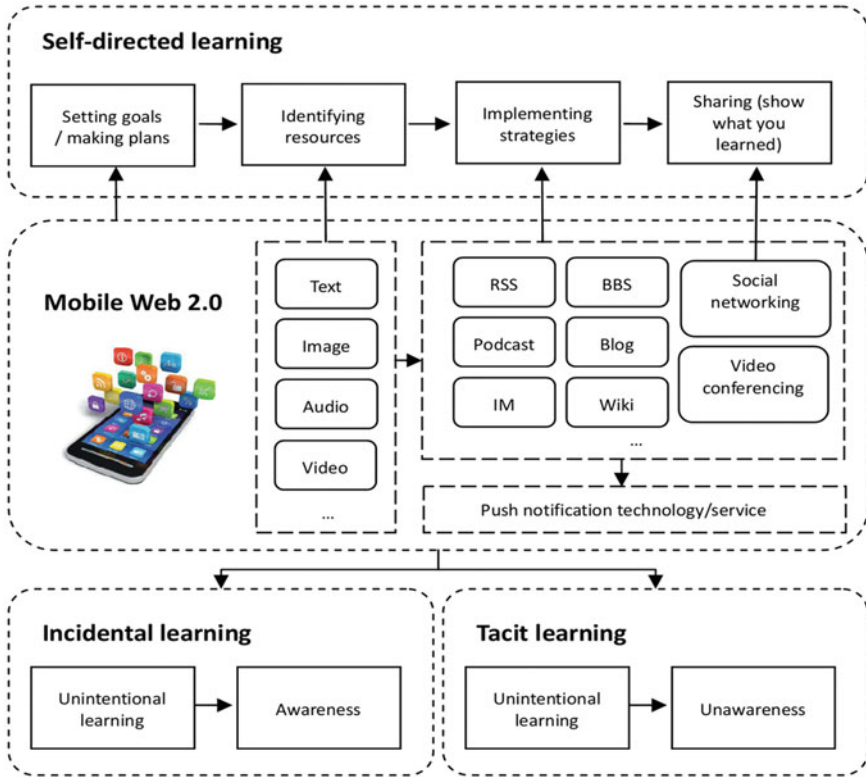 Self-directed learning
Setting goals
/ making plans
Identifying
resources
Implementing
strategies
Sharing (show
what you
learned)
Mobile Web 2.0
Text
Image
Audio
Video
...
RSS
BBS
Podcast
Blog
IM
Wiki
Social
networking
Video
conferencing
...
Push notification technology/service
Incidental learning
Unintentional
learning
Awareness
Tacit learning
Unintentional
learning
Unawareness